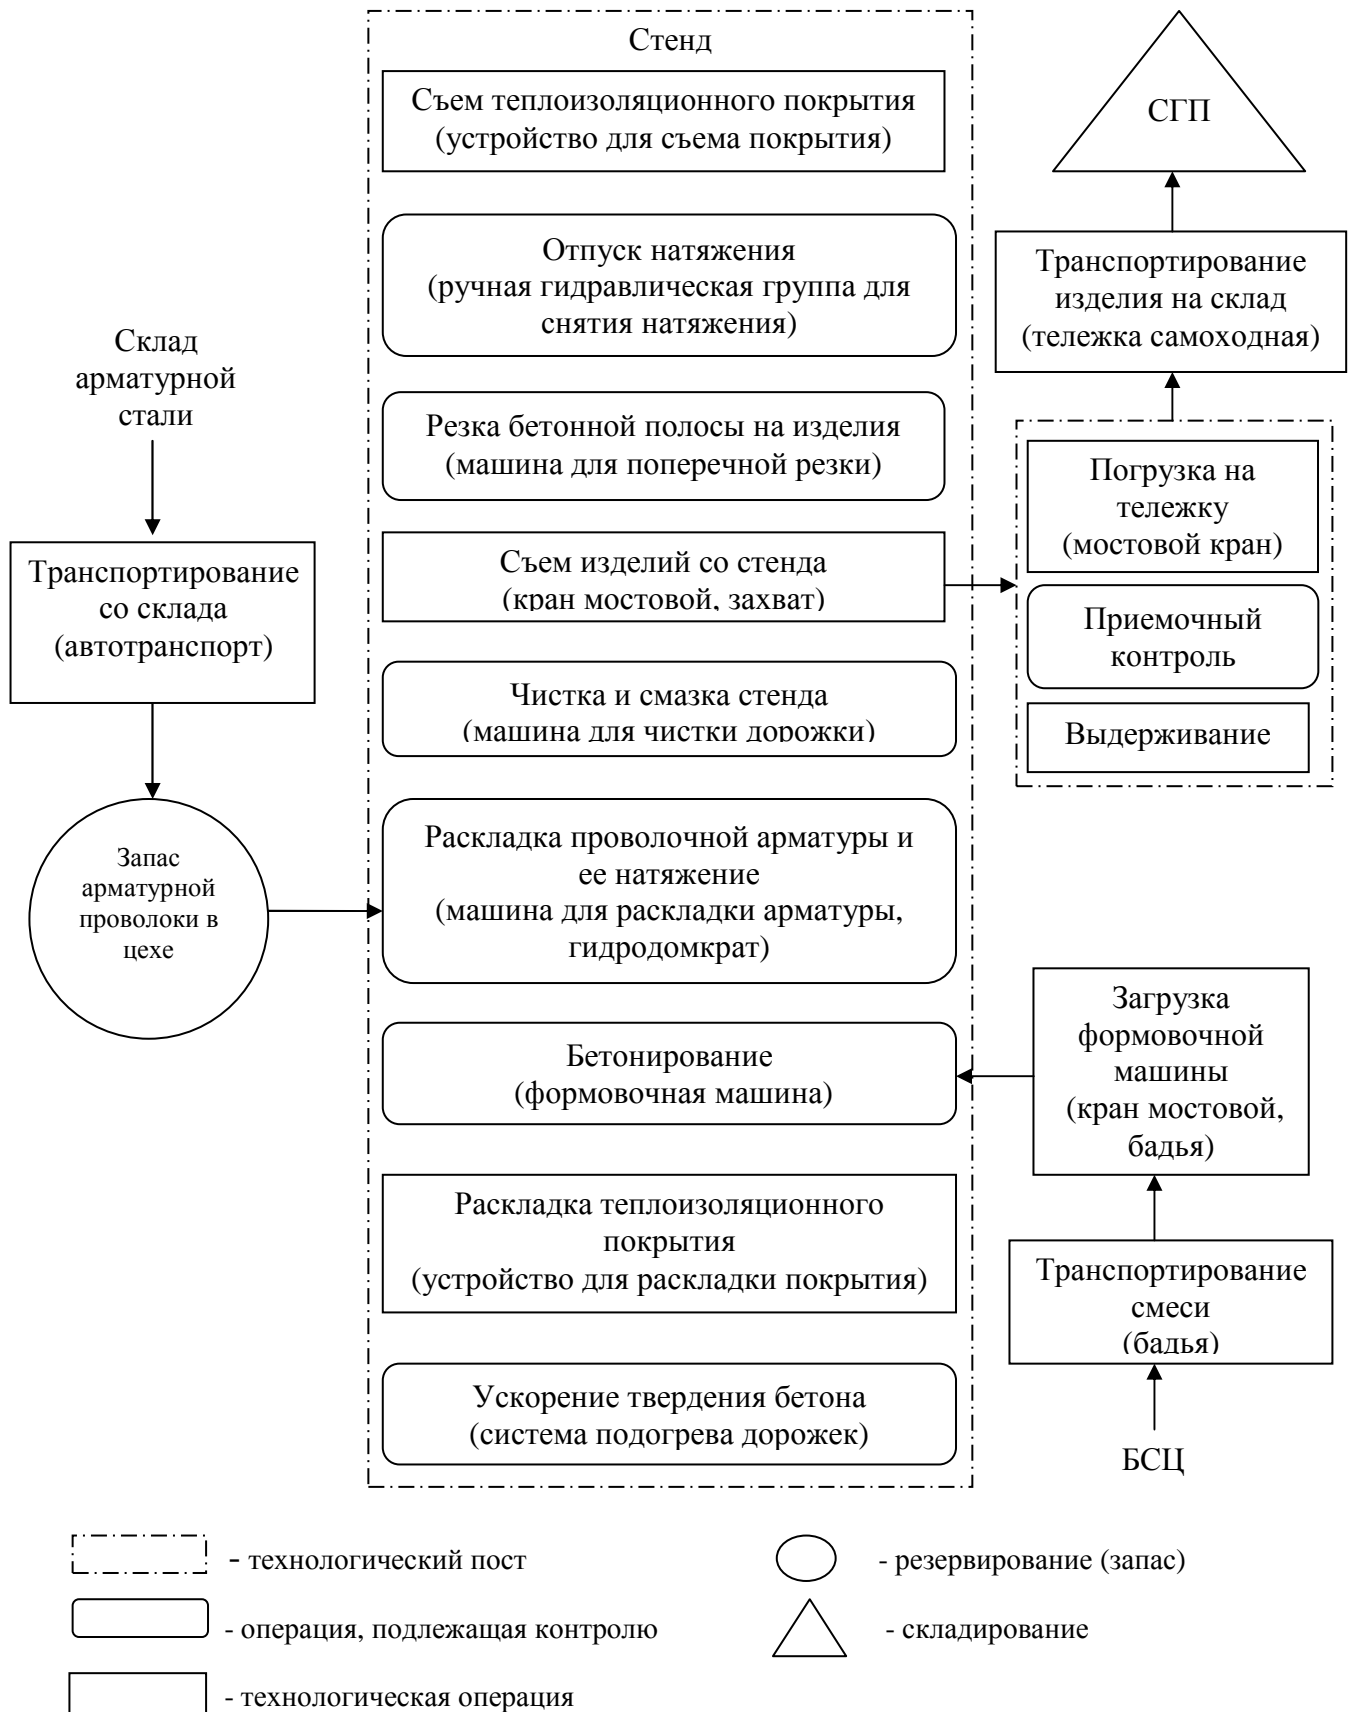 Стенд
Съем теплоизоляционного покрытия
(устройство для съема покрытия)
Отпуск натяжения
(ручная гидравлическая группа для
снятия натяжения)
Резка бетонной полосы на изделия
(машина для поперечной резки)
Съем изделий со стенда
(кран мостовой, захват)
Чистка и смазка стенда
(машина для чистки дорожки)
Раскладка проволочной арматуры и
ее натяжение
(машина для раскладки арматуры,
гидродомкрат)
Бетонирование
(формовочная машина)
Раскладка теплоизоляционного
покрытия
(устройство для раскладки покрытия)
Ускорение твердения бетона
(система подогрева дорожек)
Склад
арматурной
стали
Транспортирование
со склада
(автотранспорт)
Запас
арматурной
проволоки в
цехе
СГП
Транспортирование
изделия на склад
(тележка самоходная)
Погрузка на
тележку
(мостовой кран)
Приемочный
контроль
Выдерживание
Загрузка
формовочной
машины
(кран мостовой,
бадья)
Транспортирование
смеси
(бадья)
БСЦ
- технологический пост
- операция, подлежащая контролю
- технологическая операция
- резервирование (запас)
- складирование